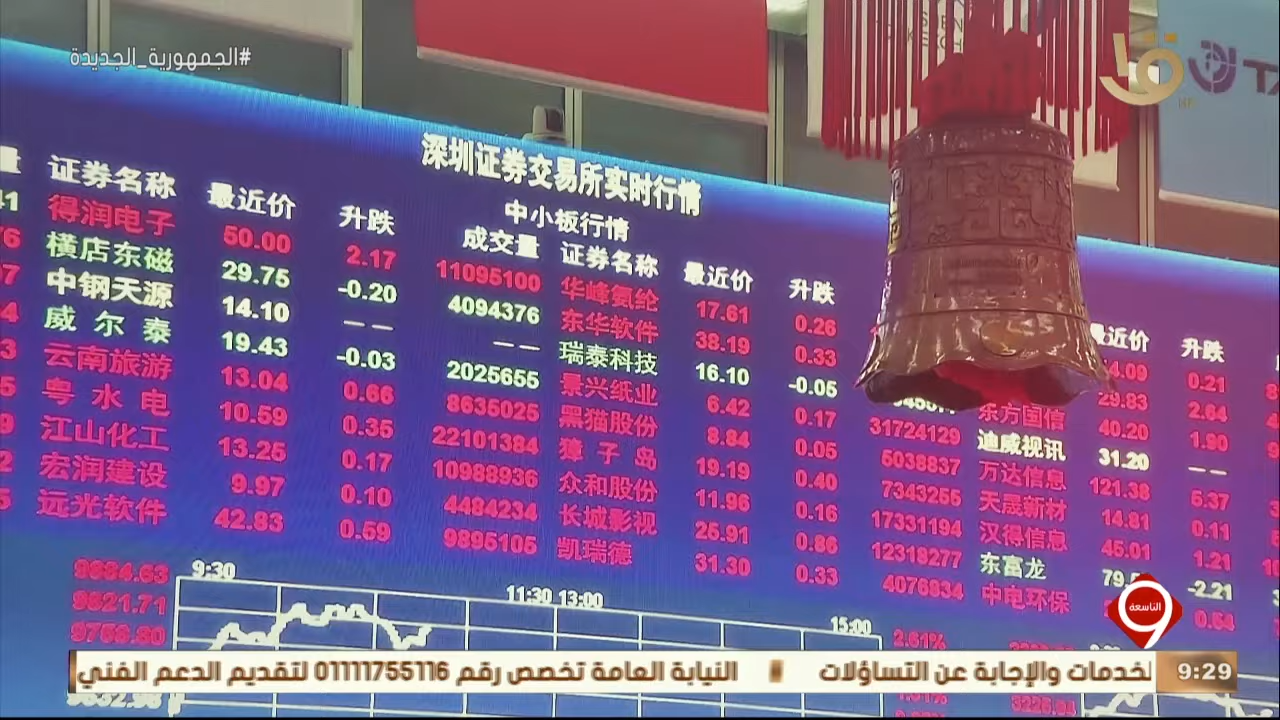 #الجمهورية_الجديدة
深圳证券交易所实时行情
中小板行情
证券名称 最近价 升跌 成交量 证券名称 最近价 升跌 最近价 升跌
得润电子 50.00 2.17 11095100 华峰氨纶 17.61 0.26 0.21
横店东磁 29.75 -0.20 4094376 东华软件 38.19 0.33 29.83 2.64
中钢天源 14.10 —— —— 瑞泰科技 16.10 -0.05 东方国信 40.20 1.90
威尔泰 19.43 -0.03 2025655 景兴纸业 6.42 0.17 31724129 迪威视讯 31.20 ——
云南旅游 13.04 0.66 8635025 黑猫股份 8.84 0.05 5038837 万达信息 121.38 5.37
粤水电 10.59 0.35 22101384 獐子岛 19.19 0.40 7343255 天晟新材 14.81 0.11
江山化工 13.25 0.17 10988936 众和股份 11.96 0.16 17331194 汉得信息 45.01 1.21
宏润建设 9.97 0.10 4484234 长城影视 25.91 0.86 12318277 东富龙 -2.21
远光软件 42.83 0.59 9895105 凯瑞德 31.30 0.33 4076834 中电环保 0.54
9521.71
9:30 11:30 13:00 15:00
2.61%
التاسعة
9
لخدمات والإجابة عن التساؤلات
النيابة العامة تخصص رقم 01111755116 لتقديم الدعم الفني
9:29